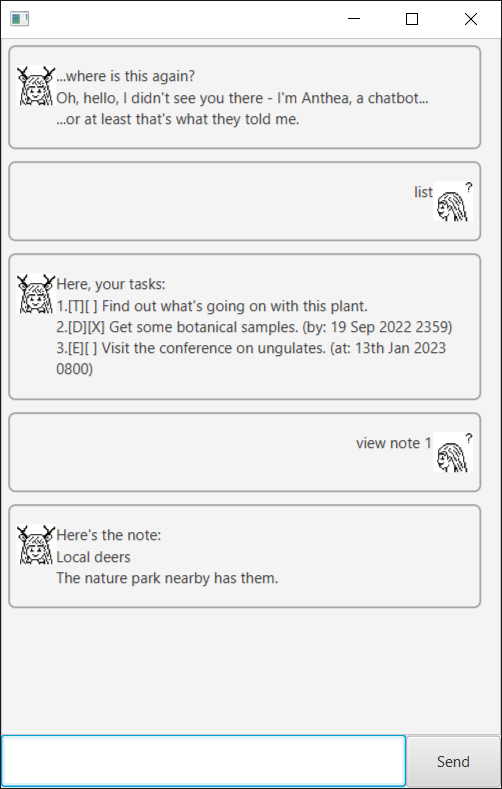 ...where is this again?
Oh, hello, I didn't see you there - I'm Anthea, a chatbot...
...or at least that's what they told me.
list
?
Here, your tasks:
1.[T][ ] Find out what's going on with this plant.
2.[D][X] Get some botanical samples. (by: 19 Sep 2022 2359)
3.[E][ ] Visit the conference on ungulates. (at: 13th Jan 2023
0800)
view note 1
?
Here's the note:
Local deers
The nature park nearby has them.
Send